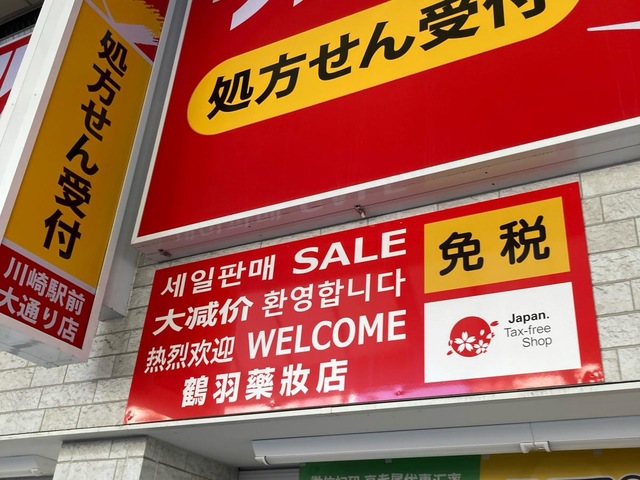 処方せん受付
川崎駅前
大通り店
処方せん受付
세일판매 SALE
大减价 환영합니다
热烈欢迎 WELCOME
鶴羽藥妝店
免税
Japan.
Tax-free
Shop